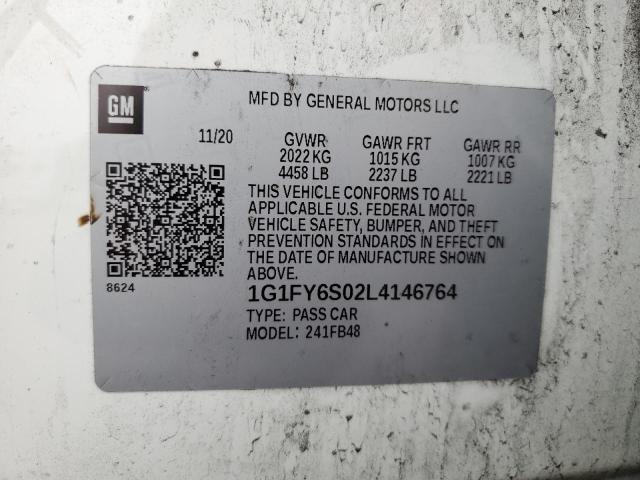 GM
MFD BY GENERAL MOTORS LLC
11/20 GVWR GAWR FRT GAWR RR
2022 KG 1015 KG 1007 KG
4458 LB 2237 LB 2221 LB
THIS VEHICLE CONFORMS TO ALL
APPLICABLE U.S. FEDERAL MOTOR
VEHICLE SAFETY, BUMPER, AND THEFT
PREVENTION STANDARDS IN EFFECT ON
THE DATE OF MANUFACTURE SHOWN
ABOVE.
8624
1G1FY6S02L4146764
TYPE: PASS CAR
MODEL: 241FB48